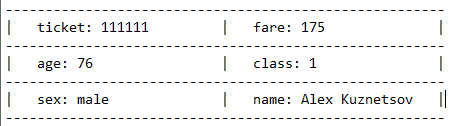 ------------------------------------------------------
|   ticket: 111111         |   fare: 175              |
------------------------------------------------------
|   age: 76                |   class: 1               |
------------------------------------------------------
|   sex: male              |   name: Alex Kuznetsov   |
------------------------------------------------------